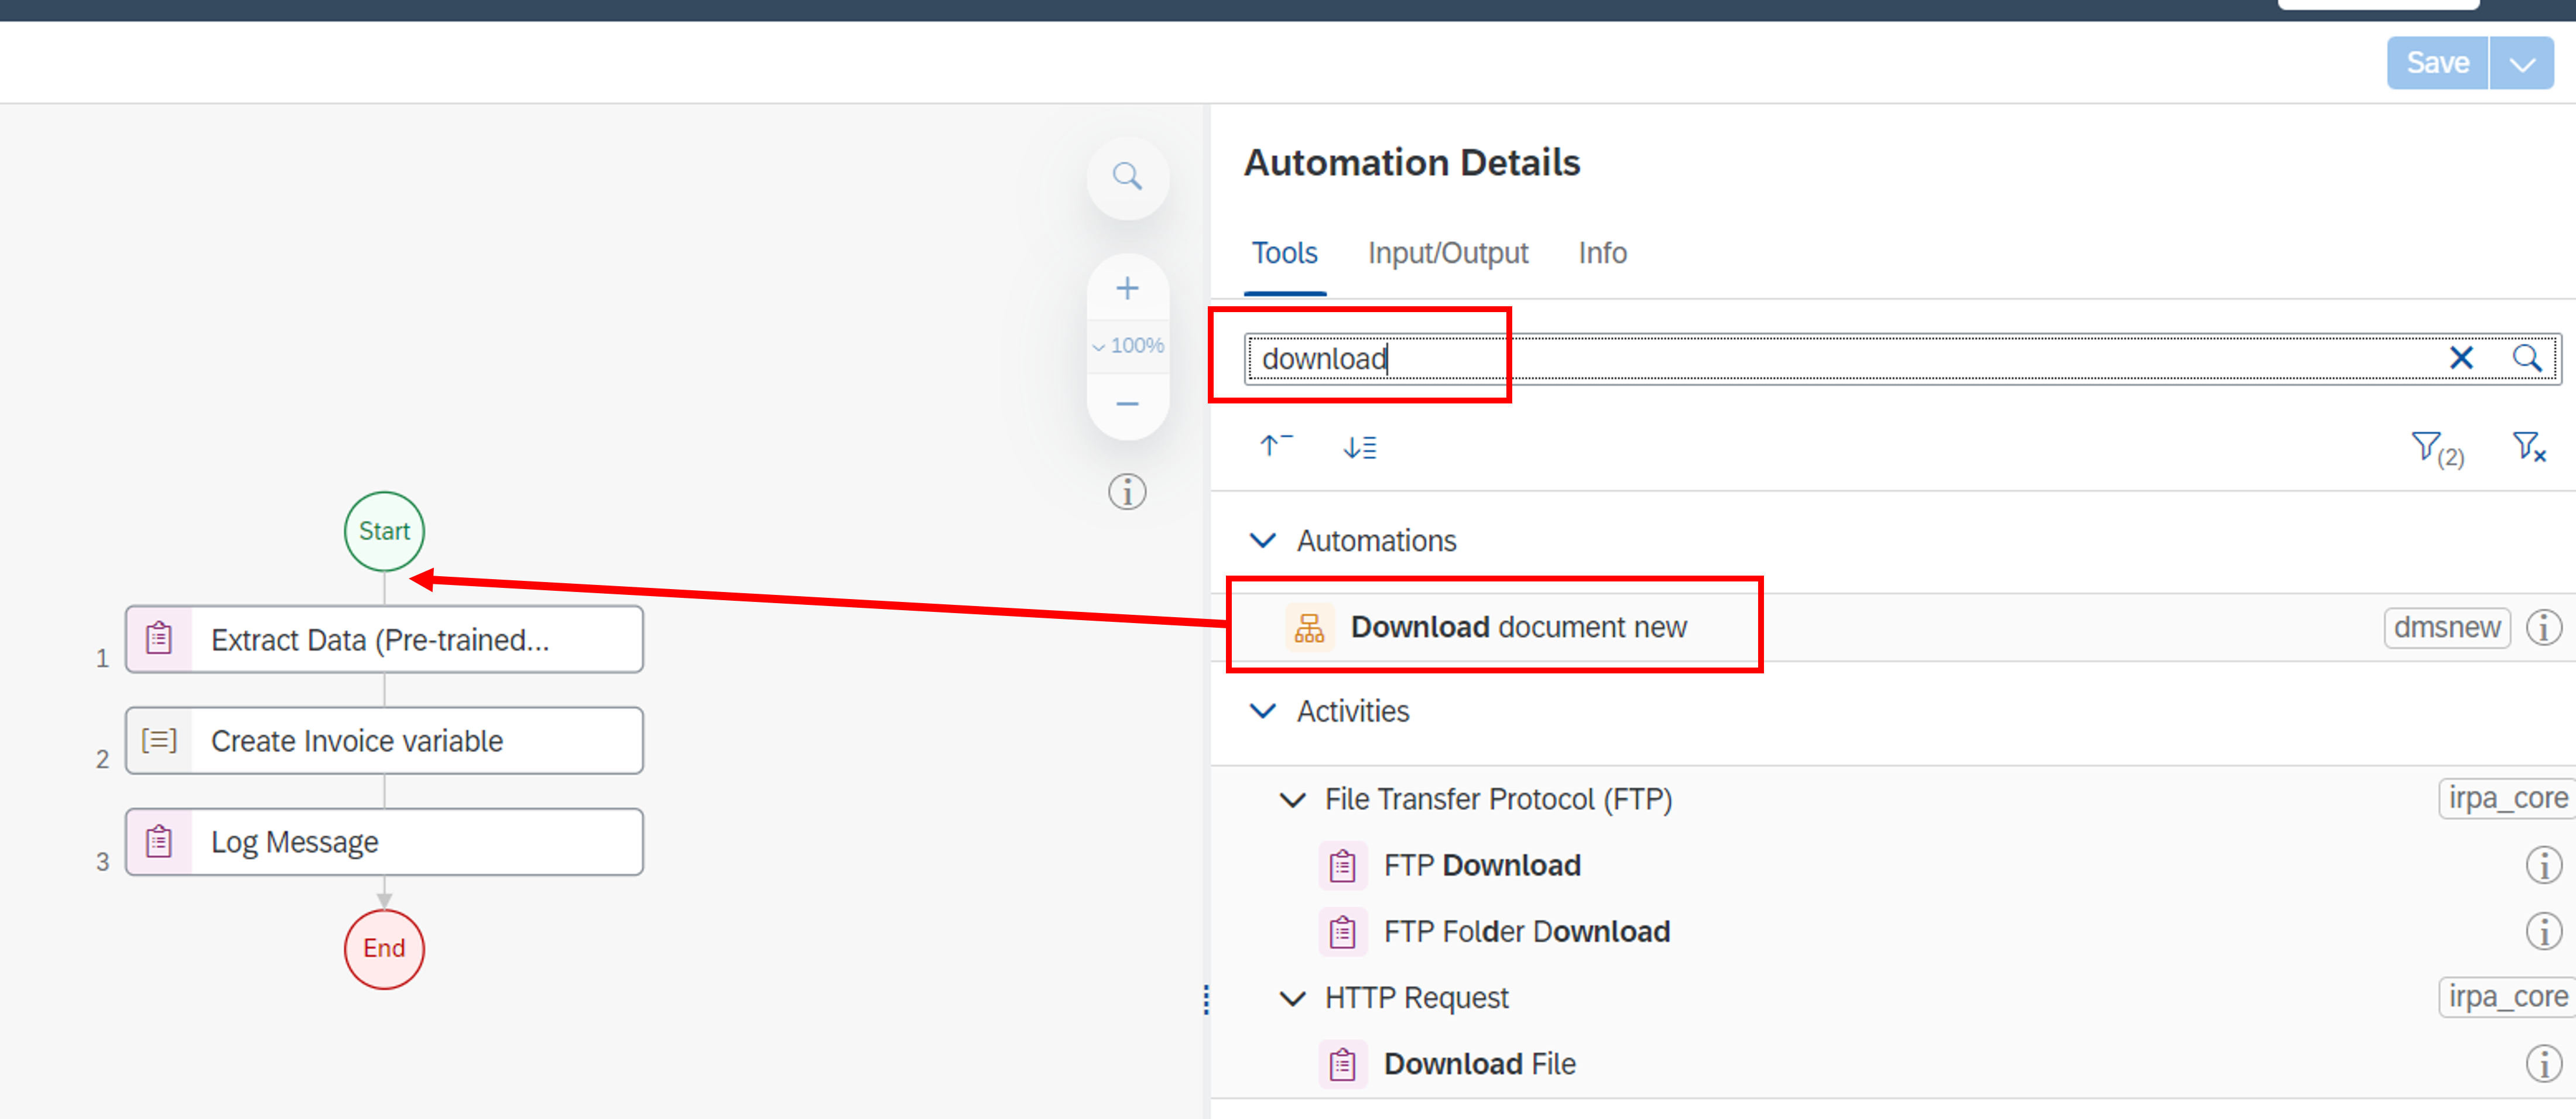 Save
Automation Details
Tools Input/Output Info
download
100%
(2)
Automations
Download document new dmsnew
Activities
File Transfer Protocol (FTP) irpa_core
FTP Download
FTP Folder Download
HTTP Request irpa_core
Download File
Start
1 Extract Data (Pre-trained...
2 Create Invoice variable
3 Log Message
End